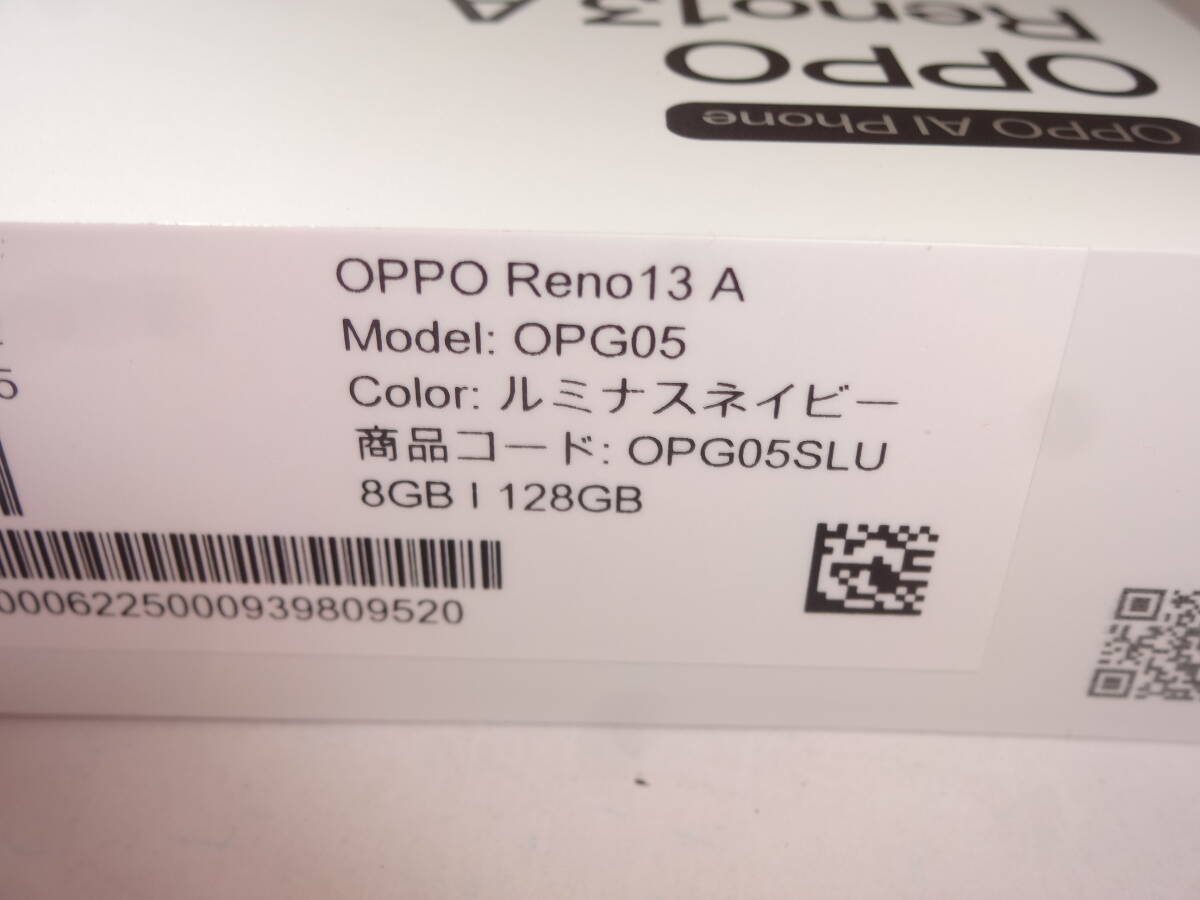 Reno13 A
OPPO
OPPO AI Phone
OPPO Reno13 A
Model: OPG05
Color: ルミナスネイビー
商品コード: OPG05SLU
8GB | 128GB
5
0006225000939809520